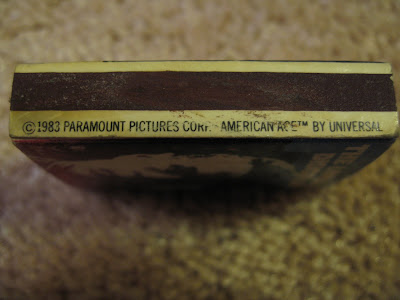 ©1983 PARAMOUNT PICTURES CORP. AMERICAN ACE™ BY UNIVERSAL